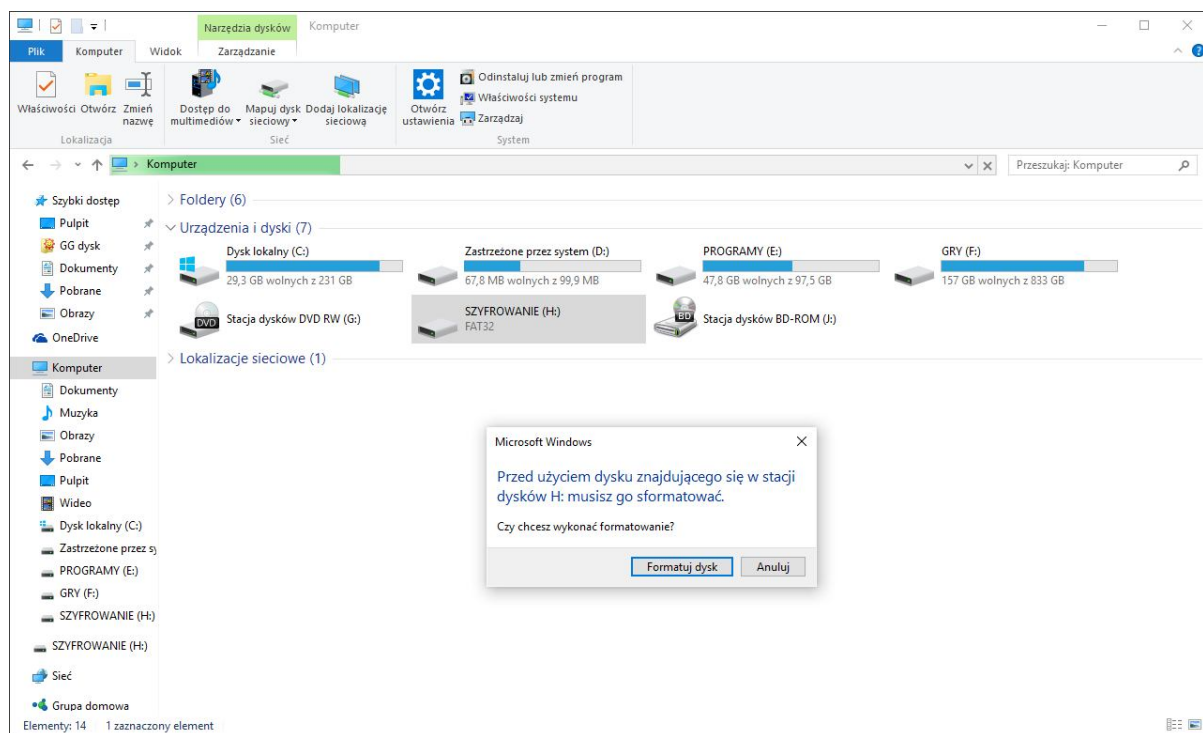 Narzędzia dysków
Komputer
Plik
Komputer
Widok
Zarządzanie
Właściwości
Otwórz
Zmień
nazwę
Lokalizacja
Dostęp do
multimediów
Mapuj dysk
sieciowy
Dodaj lokalizację
sieciową
Sieć
Otwórz
ustawienia
Odinstaluj lub zmień program
Właściwości systemu
Zarządzaj
System
Komputer
Przeszukaj: Komputer
Szybki dostęp
Pulpit
GG dysk
Dokumenty
Pobrane
Obrazy
OneDrive
Komputer
Dokumenty
Muzyka
Obrazy
Pobrane
Pulpit
Wideo
Dysk lokalny (C:)
Zastrzeżone przez sy
PROGRAMY (E:)
GRY (F:)
SZYFROWANIE (H:)
SZYFROWANIE (H:)
Sieć
Grupa domowa
Foldery (6)
Urządzenia i dyski (7)
Dysk lokalny (C:)
29,3 GB wolnych z 231 GB
Zastrzeżone przez system (D:)
67,8 MB wolnych z 99,9 MB
PROGRAMY (E:)
47,8 GB wolnych z 97,5 GB
GRY (F:)
157 GB wolnych z 833 GB
DVD
Stacja dysków DVD RW (G:)
SZYFROWANIE (H:)
FAT32
BD
Stacja dysków BD-ROM (J:)
Lokalizacje sieciowe (1)
Microsoft Windows
Przed użyciem dysku znajdującego się w stacji
dysków H: musisz go sformatować.
Czy chcesz wykonać formatowanie?
Formatuj dysk
Anuluj
Elementy: 14
1 zaznaczony element